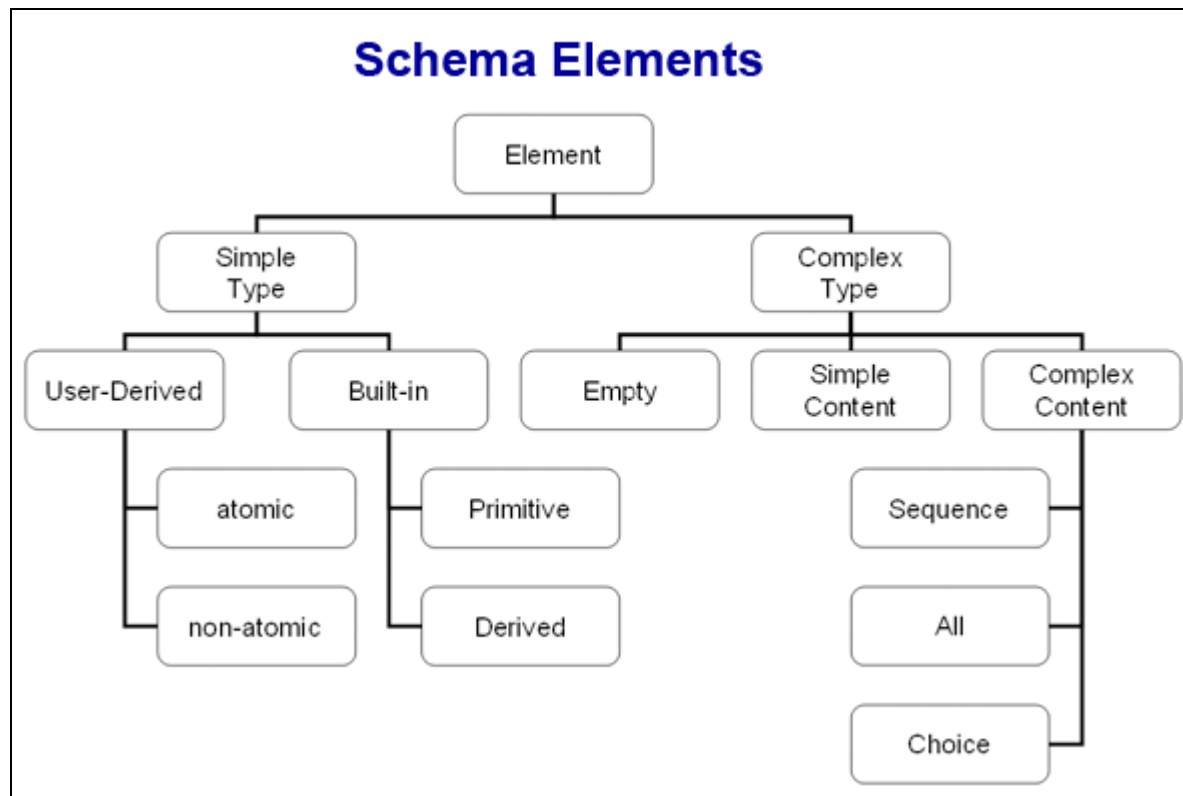 Schema Elements
Element
Simple
Type
Complex
Type
User-Derived
Built-in
Empty
Simple
Content
Complex
Content
atomic
Primitive
Sequence
non-atomic
Derived
All
Choice